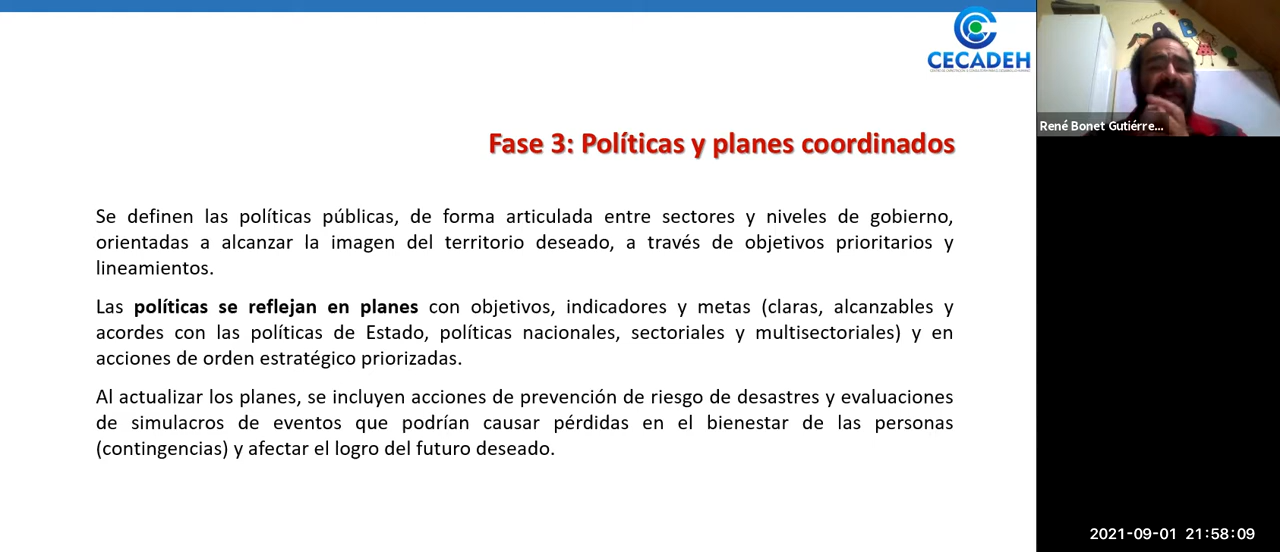 CECADEH
Fase 3: Políticas y planes coordinados
Se definen las políticas públicas, de forma articulada entre sectores y niveles de gobierno,
orientadas a alcanzar la imagen del territorio deseado, a través de objetivos prioritarios y
lineamientos.
Las políticas se reflejan en planes con objetivos, indicadores y metas (claras, alcanzables y
acordes con las políticas de Estado, políticas nacionales, sectoriales y multisectoriales) y en
acciones de orden estratégico priorizadas.
Al actualizar los planes, se incluyen acciones de prevención de riesgo de desastres y evaluaciones
de simulacros de eventos que podrían causar pérdidas en el bienestar de las personas
(contingencias) y afectar el logro del futuro deseado.
René Bonet Gutiérre...
2021-09-01 21:58:09